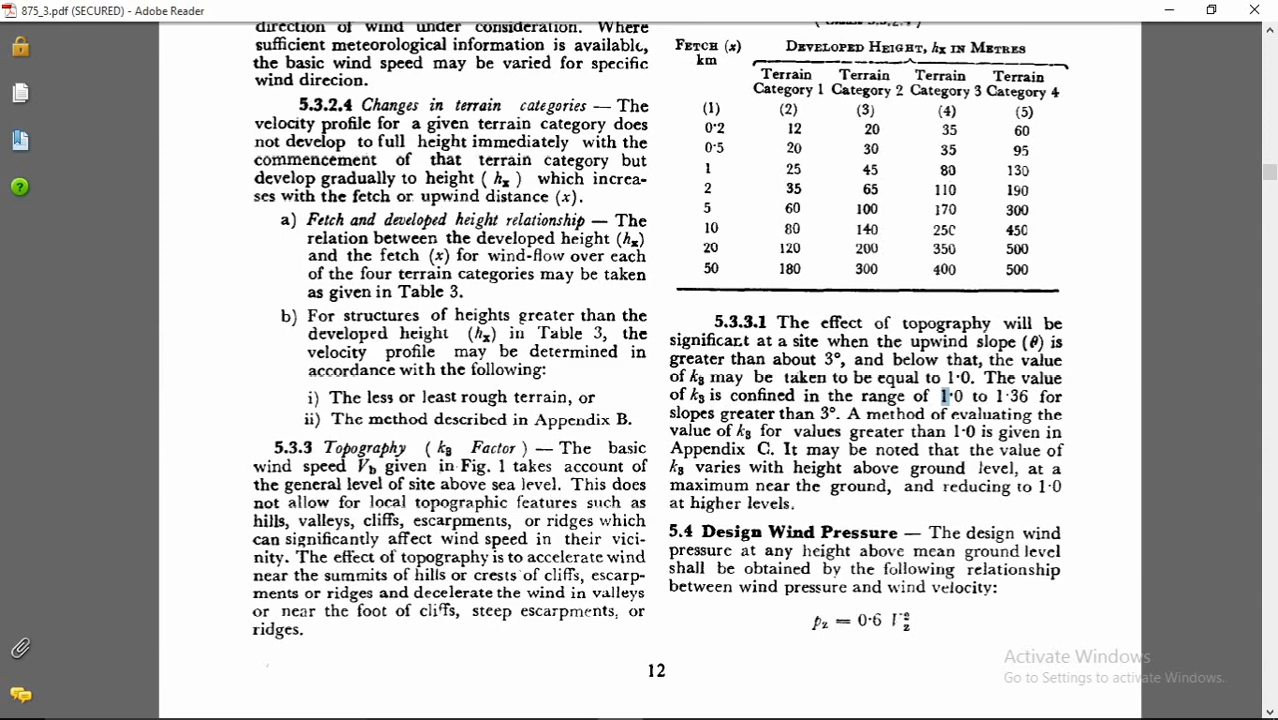 875_3.pdf (SECURED) - Adobe Reader
direction of wind under consideration. Where
sufficient meteorological information is available,
the basic wind speed may be varied for specific
wind direcion.
5.3.2.4 Changes in terrain categories — The
velocity profile for a given terrain category does
not develop to full height immediately with the
commencement of that terrain category but
develop gradually to height ( hx ) which increa-
ses with the fetch or upwind distance (x).
a) Fetch and developed height relationship — The
relation between the developed height (hx)
and the fetch (x) for wind-flow over each
of the four terrain categories may be taken
as given in Table 3.
b) For structures of heights greater than the
developed height (hx) in Table 3, the
velocity profile may be determined in
accordance with the following:
i) The less or least rough terrain, or
ii) The method described in Appendix B.
5.3.3 Topography ( k3 Factor ) — The basic
wind speed Vb given in Fig. 1 takes account of
the general level of site above sea level. This does
not allow for local topographic features such as
hills, valleys, cliffs, escarpments, or ridges which
can significantly affect wind speed in their vici-
nity. The effect of topography is to accelerate wind
near the summits of hills or crests of cliffs, escarp-
ments or ridges and decelerate the wind in valleys
or near the foot of cliffs, steep escarpments, or
ridges.
FETCH (x) DEVELOPED HEIGHT, hx IN METRES
km
Terrain Terrain Terrain Terrain
Category 1 Category 2 Category 3 Category 4
(1) (2) (3) (4) (5)
0·2 12 20 35 60
0·5 20 30 35 95
1 25 45 80 130
2 35 65 110 190
5 60 100 170 300
10 80 140 250 450
20 120 200 350 500
50 180 300 400 500
5.3.3.1 The effect of topography will be
significant at a site when the upwind slope (θ) is
greater than about 3°, and below that, the value
of k3 may be taken to be equal to 1·0. The value
of k3 is confined in the range of 1·0 to 1·36 for
slopes greater than 3°. A method of evaluating the
value of k3 for values greater than 1·0 is given in
Appendix C. It may be noted that the value of
k3 varies with height above ground level, at a
maximum near the ground, and reducing to 1·0
at higher levels.
5.4 Design Wind Pressure — The design wind
pressure at any height above mean ground level
shall be obtained by the following relationship
between wind pressure and wind velocity:
pz = 0·6
12
Activate Windows
Go to Settings to activate Windows.